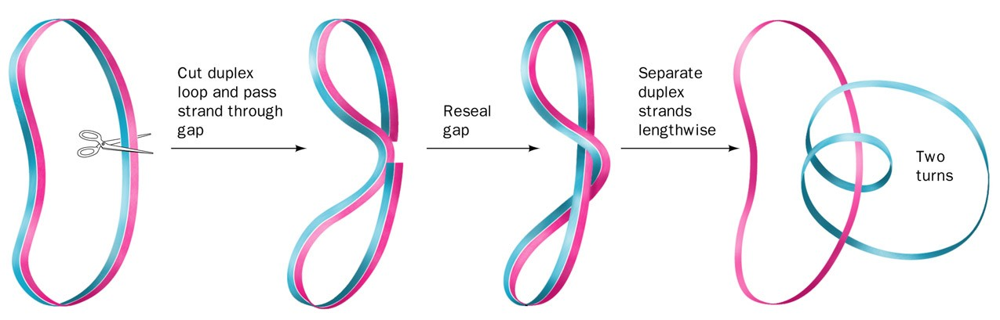 Cut duplex
loop and pass
strand through
gap
Reseal
gap
Separate
duplex
strands
lengthwise
Two
turns